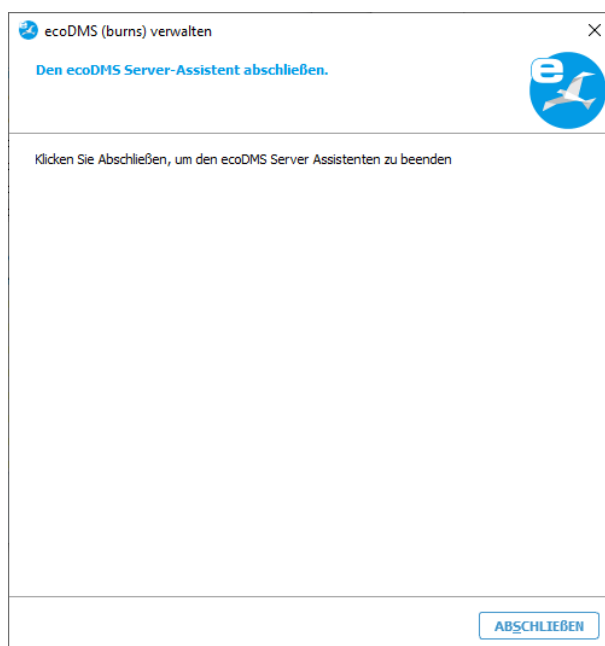 ecoDMS (burns) verwalten
Den ecoDMS Server-Assistent abschließen.
e
Klicken Sie Abschließen, um den ecoDMS Server Assistenten zu beenden
ABSCHLIEßEN